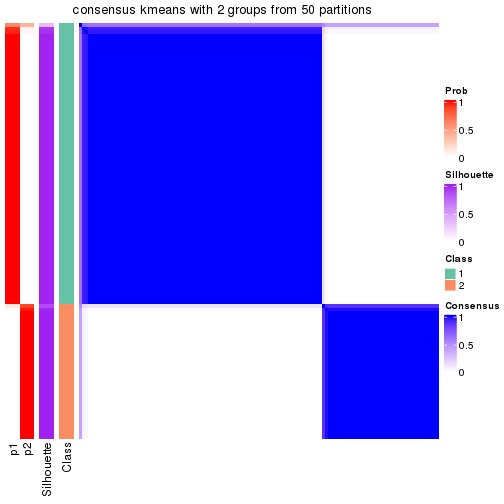 consensus kmeans with 2 groups from 50 partitions
Prob
1
0.5
0
Silhouette
1
0.5
0
Class
1
2
Consensus
1
0.5
0
p1
p2
Silhouette
Class